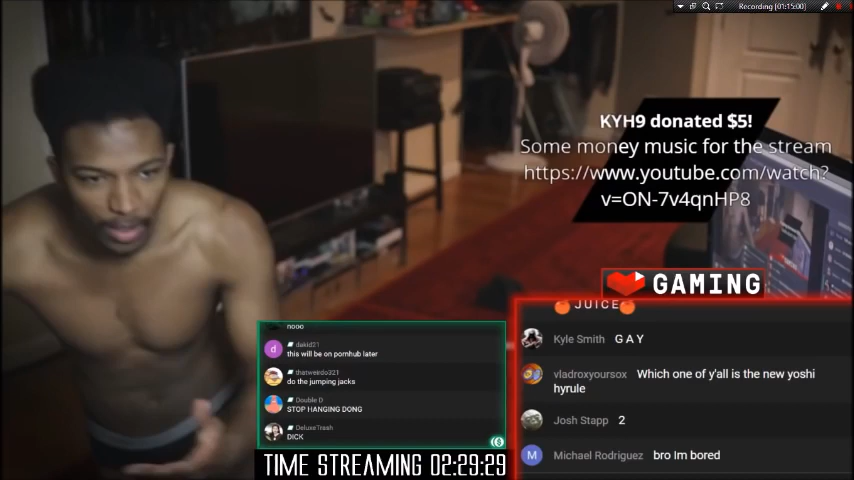 Recording [01:15:00]
KYH9 donated $5!
Some money music for the stream
https://www.youtube.com/watch?
v=ON-7v4qnHP8
GAMING
JUICE
nooo
dakid21
this will be on pornhub later
thatweirdo321
do the jumping jacks
Double D
STOP HANGING DONG
DeluxeTrash
DICK
Kyle Smith G A Y
vladroxyoursox Which one of y'all is the new yoshi
hyrule
Josh Stapp 2
Michael Rodriguez bro Im bored
TIME STREAMING 02:29:29